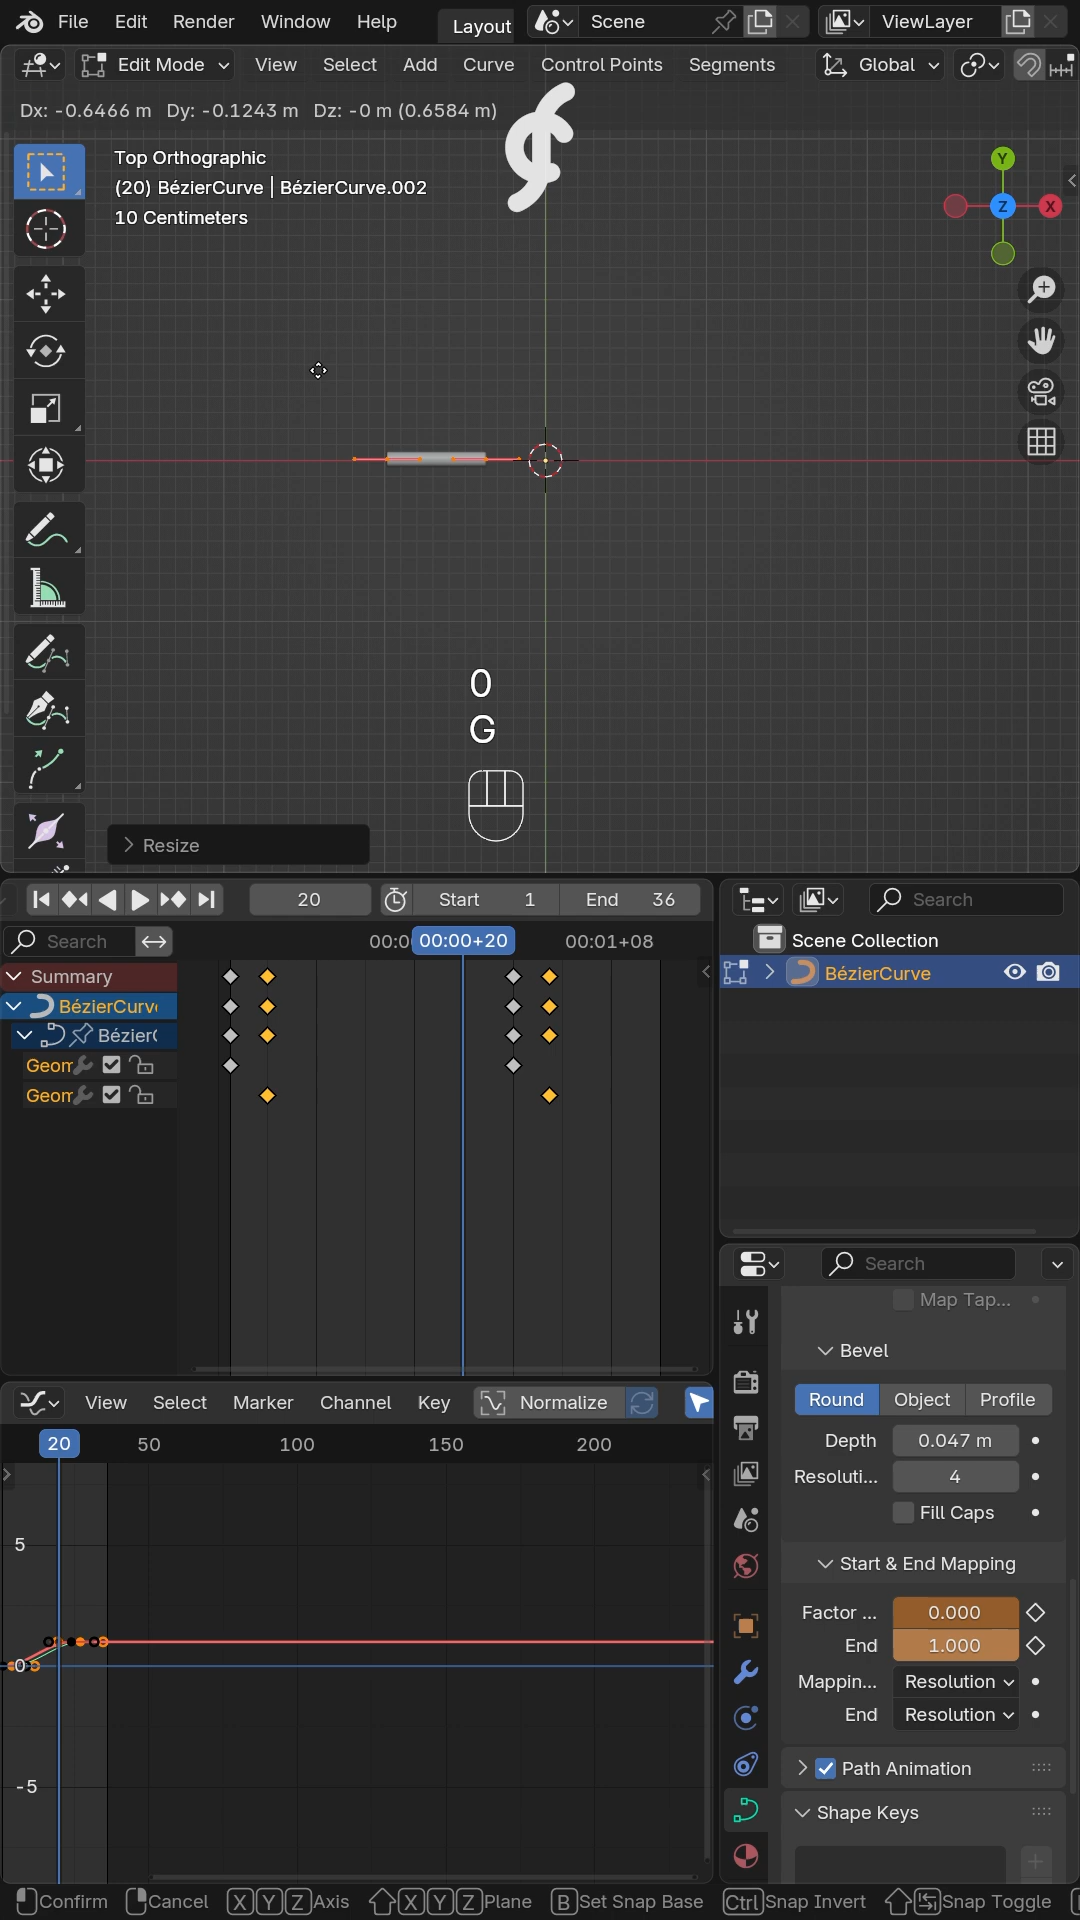 File Edit Render Window Help Layout Scene ViewLayer
Edit Mode View Select Add Curve Control Points Segments Global
Dx: -0.6466 m Dy: -0.1243 m Dz: -0 m (0.6584 m)
Top Orthographic
(20) BézierCurve | BézierCurve.002
10 Centimeters
Y
Z
X
0
G
Resize
20 Start 1 End 36 Search
Search 00:0 00:00+20 00:01+08
Scene Collection
Summary
BézierCurve
BézierCurv
Bézier
Geom
Geom
Search
Map Tap...
Bevel
View Select Marker Channel Key Normalize
Round Object Profile
20 50 100 150 200
Depth 0.047 m
Resoluti... 4
Fill Caps
5
Start & End Mapping
Factor ... 0.000
End 1.000
0
Mappin... Resolution
End Resolution
Path Animation
-5
Shape Keys
Confirm Cancel X Y Z Axis X Y Z Plane B Set Snap Base Ctrl Snap Invert Snap Toggle